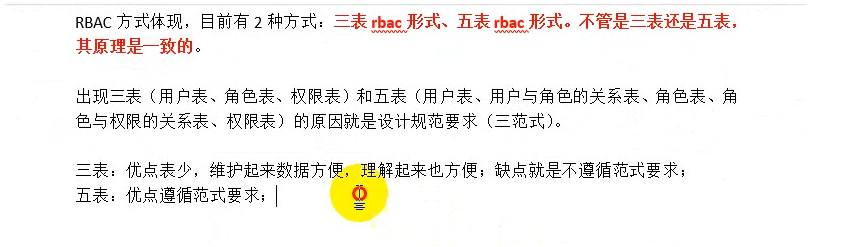 RBAC 方式体现，目前有 2 种方式：三表 rbac 形式、五表 rbac 形式。不管是三表还是五表，
其原理是一致的。
出现三表（用户表、角色表、权限表）和五表（用户表、用户与角色的关系表、角色表、角
色与权限的关系表、权限表）的原因就是设计规范要求（三范式）。
三表：优点表少，维护起来数据方便，理解起来也方便；缺点就是不遵循范式要求；
五表：优点遵循范式要求；